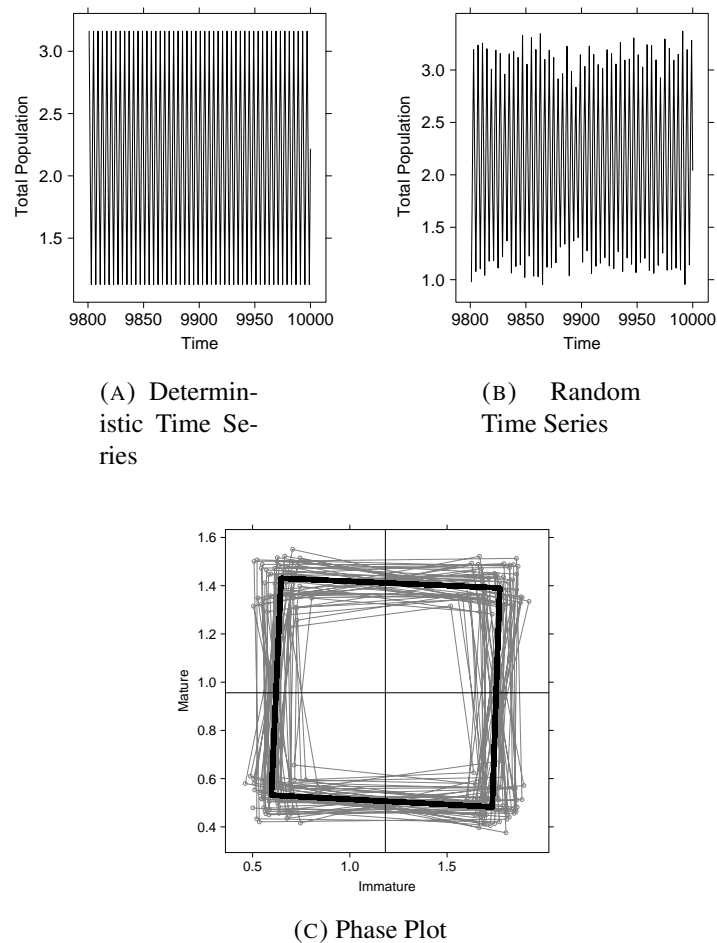 3.0
2.5
2.0
1.5
Total Population
9800 9850 9900 9950 10000
Time
3.0
2.5
2.0
1.5
1.0
Total Population
9800 9850 9900 9950 10000
Time
(A) Determin-
istic Time Se-
ries
(B) Random
Time Series
1.6
1.4
1.2
1.0
0.8
0.6
0.4
Mature
0.5 1.0 1.5
Immature
(C) Phase Plot